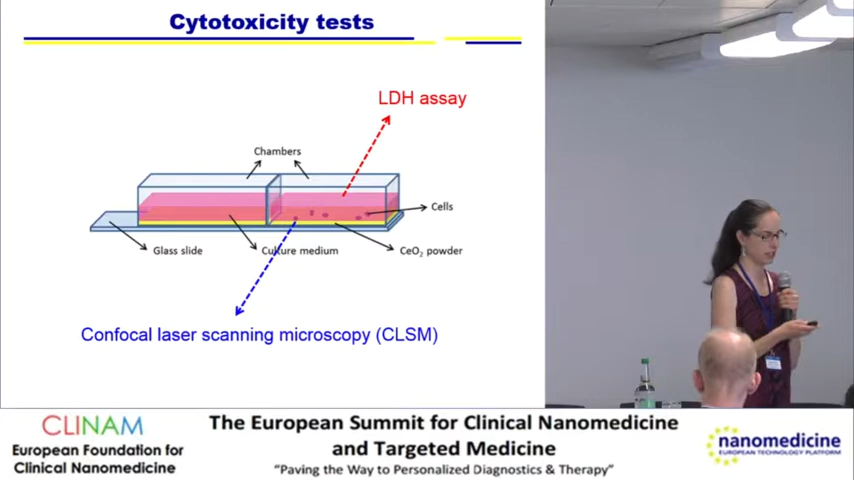 Cytotoxicity tests
LDH assay
Chambers
Cells
Glass slide
Culture medium
CeO₂ powder
Confocal laser scanning microscopy (CLSM)
CLINAM
European Foundation for
Clinical Nanomedicine
The European Summit for Clinical Nanomedicine
and Targeted Medicine
"Paving the Way to Personalized Diagnostics & Therapy"
nanomedicine
EUROPEAN TECHNOLOGY PLATFORM